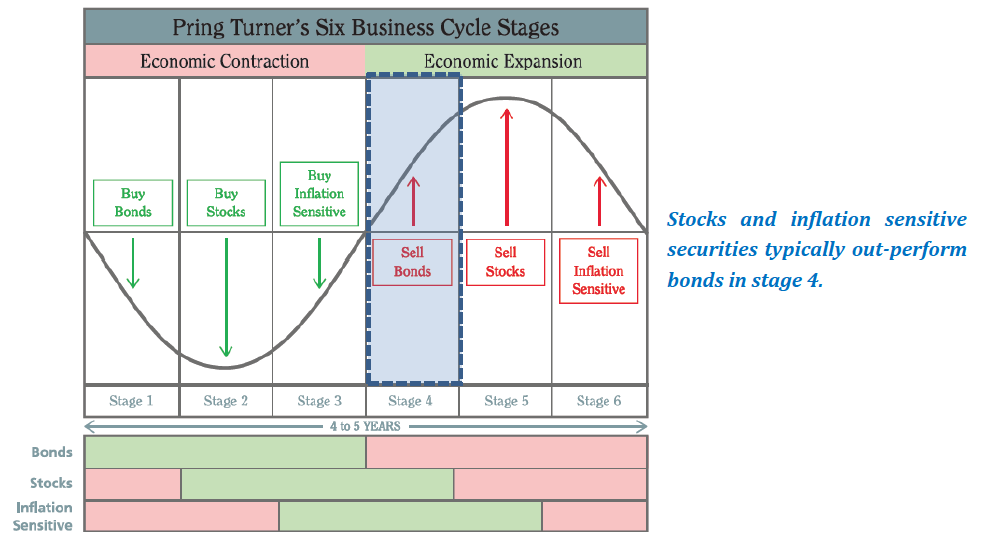 Pring Turner's Six Business Cycle Stages
Economic Contraction
Economic Expansion
Buy
Bonds
Buy
Stocks
Buy
Inflation
Sensitive
Sell
Bonds
Sell
Stocks
Sell
Inflation
Sensitive
Stocks and inflation sensitive
securities typically out-perform
bonds in stage 4.
Stage 1
Stage 2
Stage 3
Stage 4
Stage 5
Stage 6
4 to 5 YEARS
Bonds
Stocks
Inflation
Sensitive